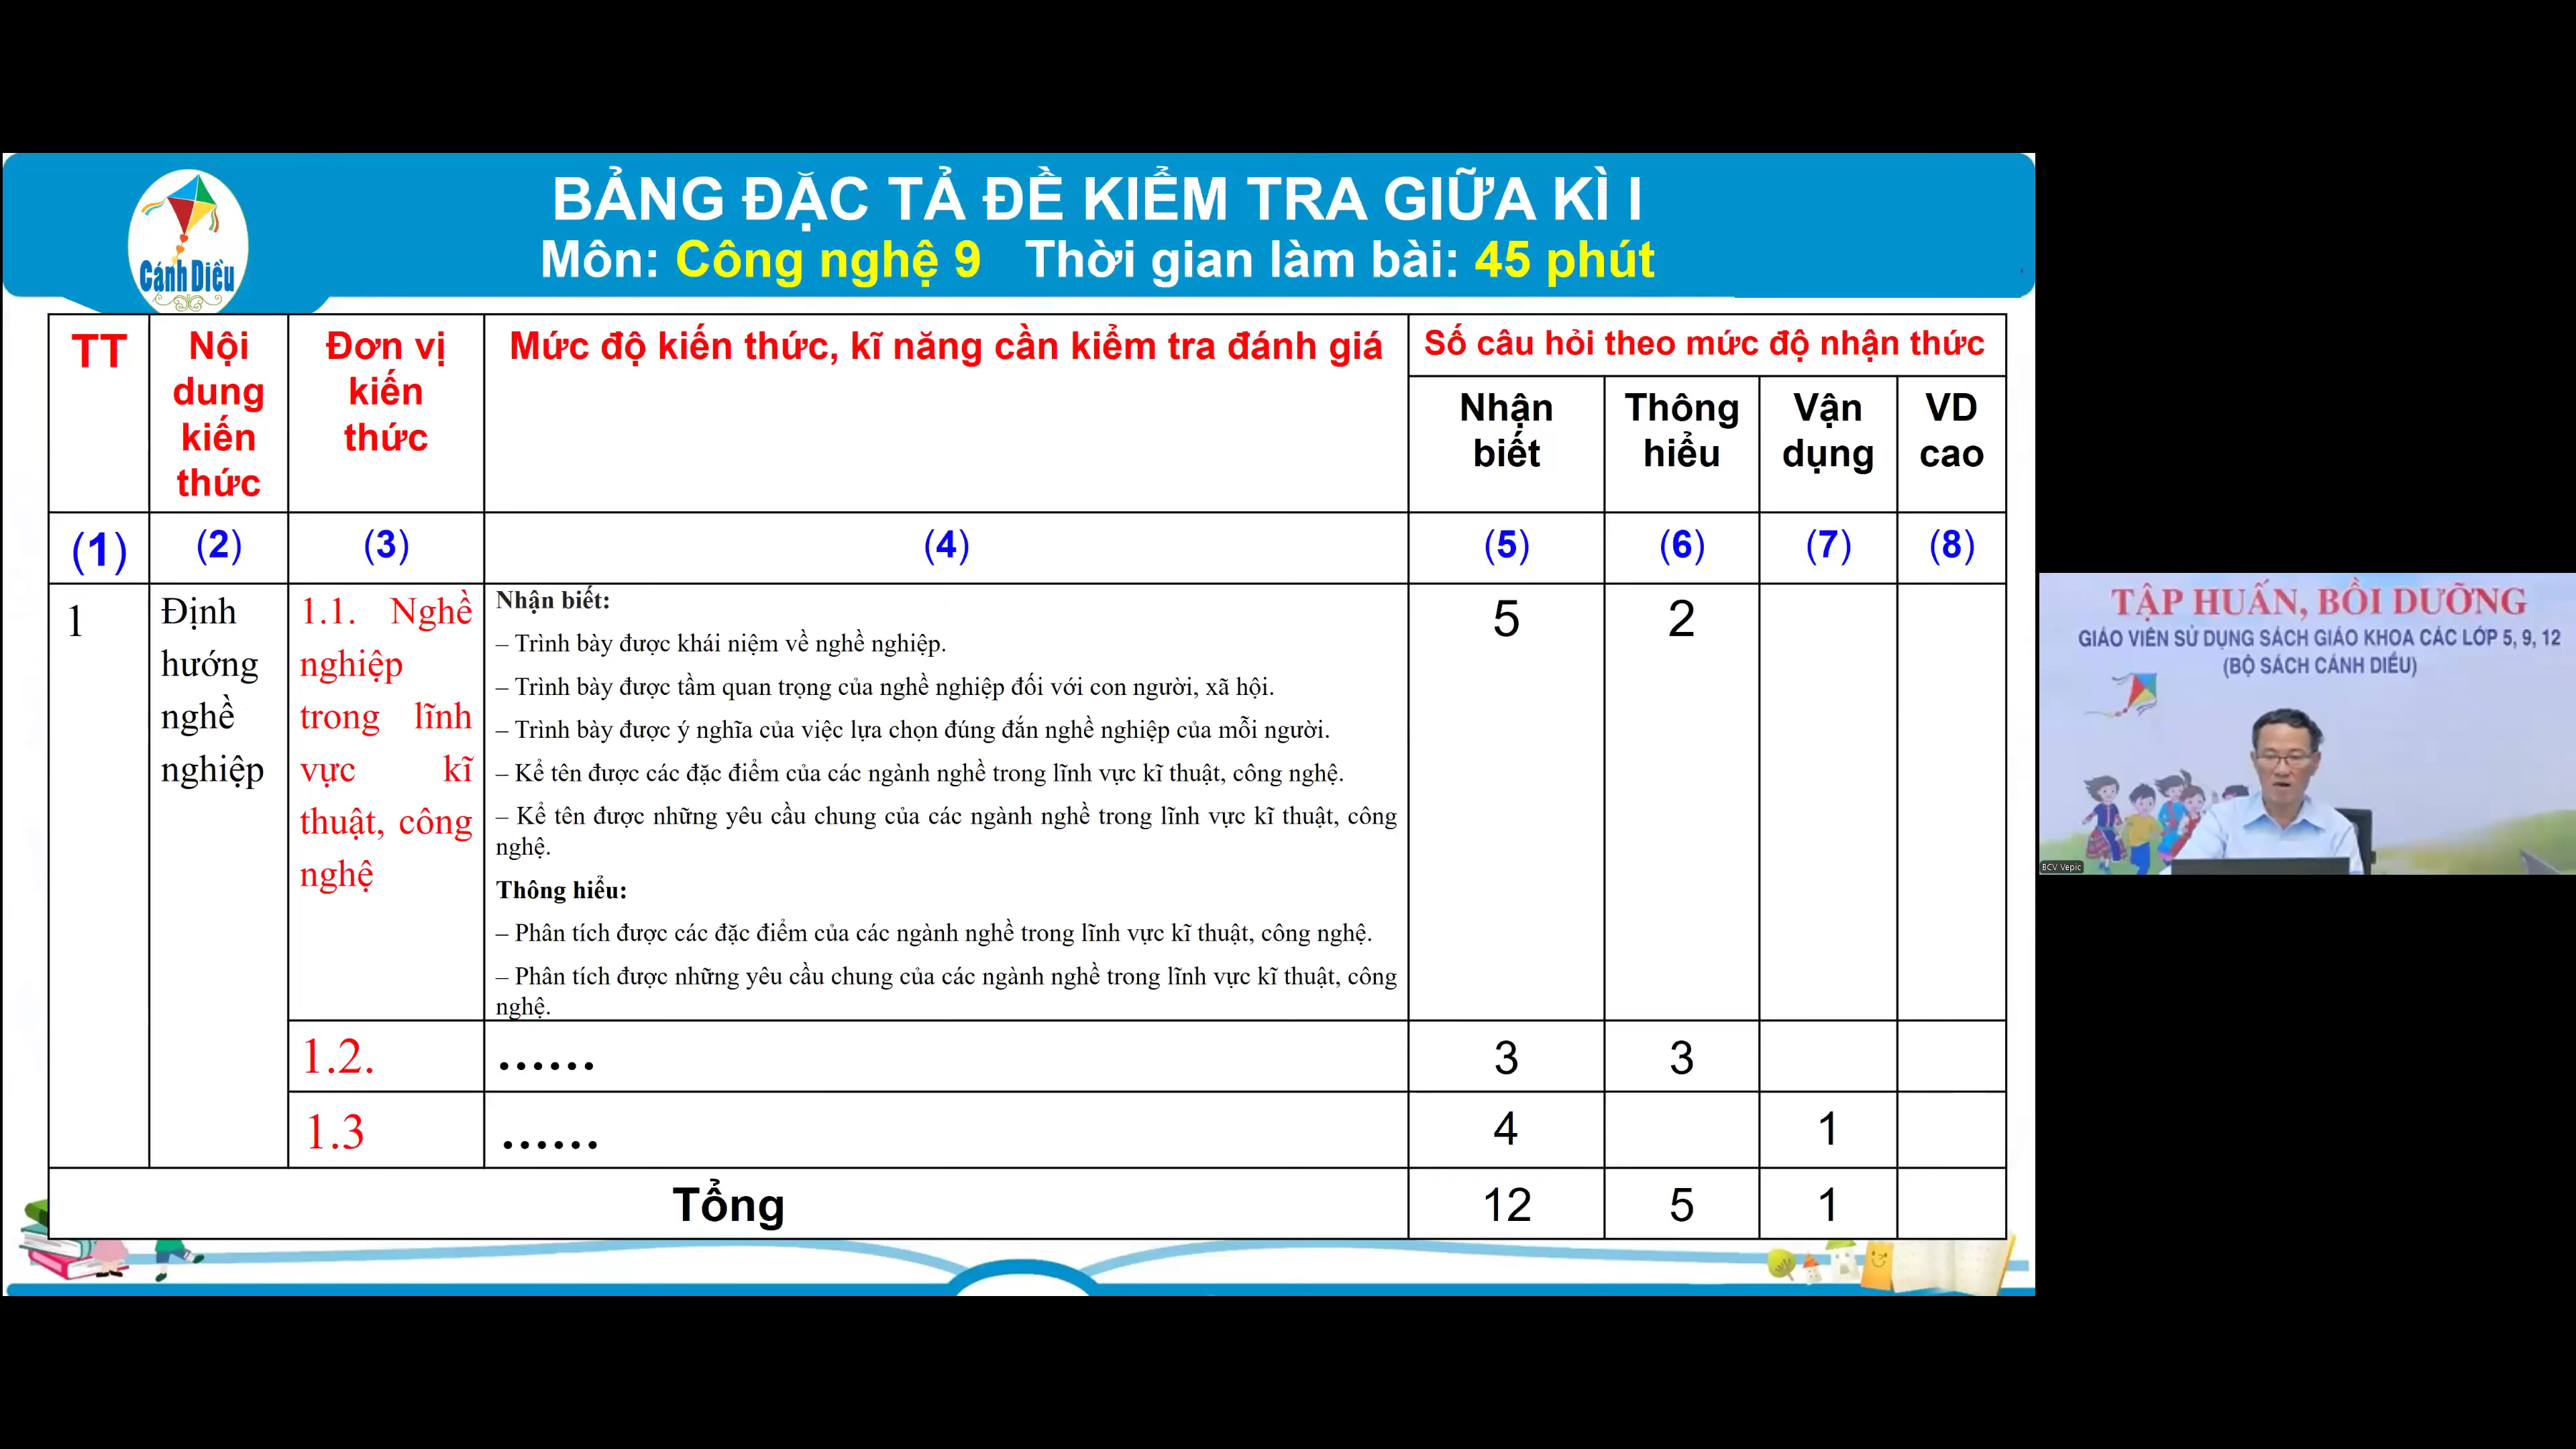 Cánh Diều
BẢNG ĐẶC TẢ ĐỀ KIỂM TRA GIỮA KÌ I
Môn: Công nghệ 9 Thời gian làm bài: 45 phút
TT
Nội
dung
kiến
thức
Đơn vị
kiến
thức
Mức độ kiến thức, kĩ năng cần kiểm tra đánh giá
Số câu hỏi theo mức độ nhận thức
Nhận
biết
Thông
hiểu
Vận
dụng
VD
cao
(1) (2) (3) (4) (5) (6) (7) (8)
1
Định
hướng
nghề
nghiệp
1.1. Nghề
nghiệp
trong lĩnh
vực kĩ
thuật, công
nghệ
Nhận biết:
– Trình bày được khái niệm về nghề nghiệp.
– Trình bày được tầm quan trọng của nghề nghiệp đối với con người, xã hội.
– Trình bày được ý nghĩa của việc lựa chọn đúng đắn nghề nghiệp của mỗi người.
– Kể tên được các đặc điểm của các ngành nghề trong lĩnh vực kĩ thuật, công nghệ.
– Kể tên được những yêu cầu chung của các ngành nghề trong lĩnh vực kĩ thuật, công
nghệ.
Thông hiểu:
– Phân tích được các đặc điểm của các ngành nghề trong lĩnh vực kĩ thuật, công nghệ.
– Phân tích được những yêu cầu chung của các ngành nghề trong lĩnh vực kĩ thuật, công
nghệ.
5 2
1.2. ...... 3 3
1.3 ...... 4 1
Tổng 12 5 1
TẬP HUẤN, BỒI DƯỠNG
GIÁO VIÊN SỬ DỤNG SÁCH GIÁO KHOA CÁC LỚP 5, 9, 12
(BỘ SÁCH CÁNH DIỀU)
BCV Vepic